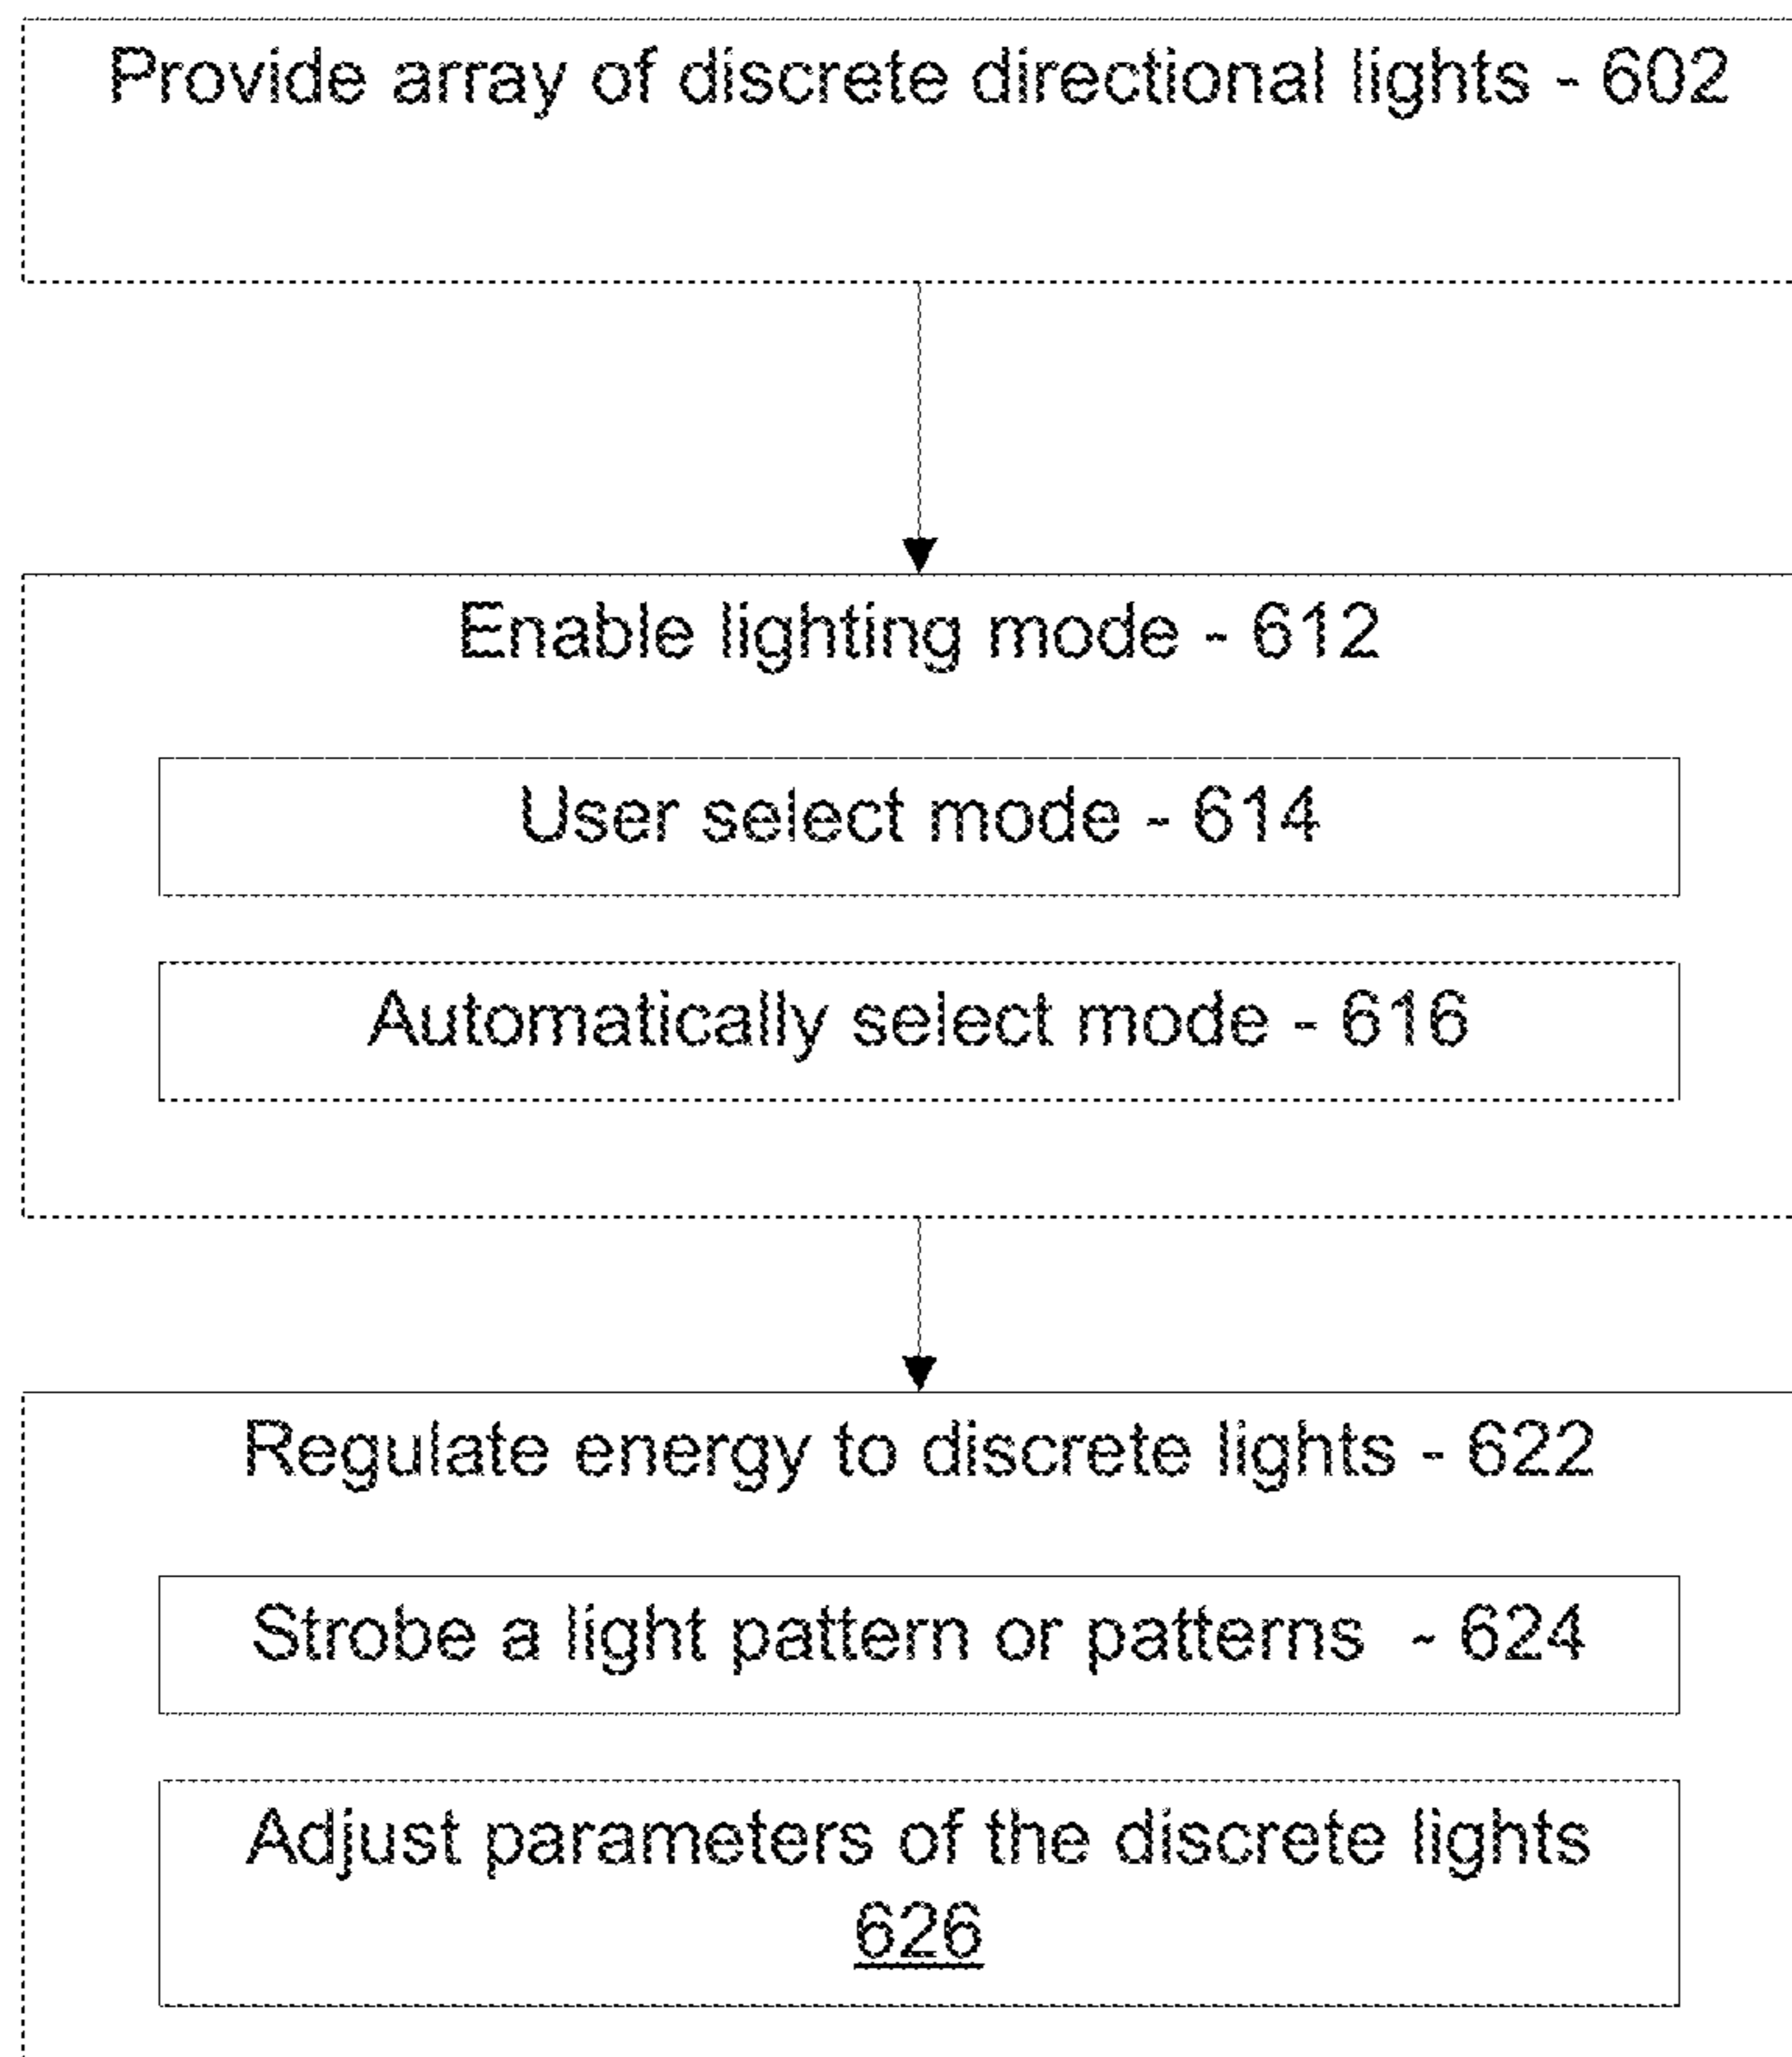 Provide array of discrete directional lights - 602
Enable lighting mode - 612
User select mode - 614
Automatically select mode - 616
Regulate energy to discrete lights - 622
Strobe a light pattern or patterns - 624
Adjust parameters of the discrete lights
626